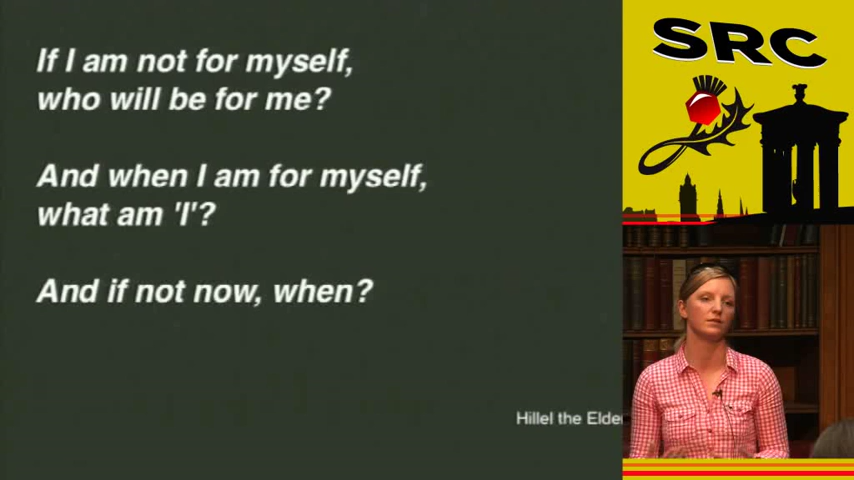 If I am not for myself,
who will be for me?
And when I am for myself,
what am 'I'?
And if not now, when?
Hillel the Elde
SRC